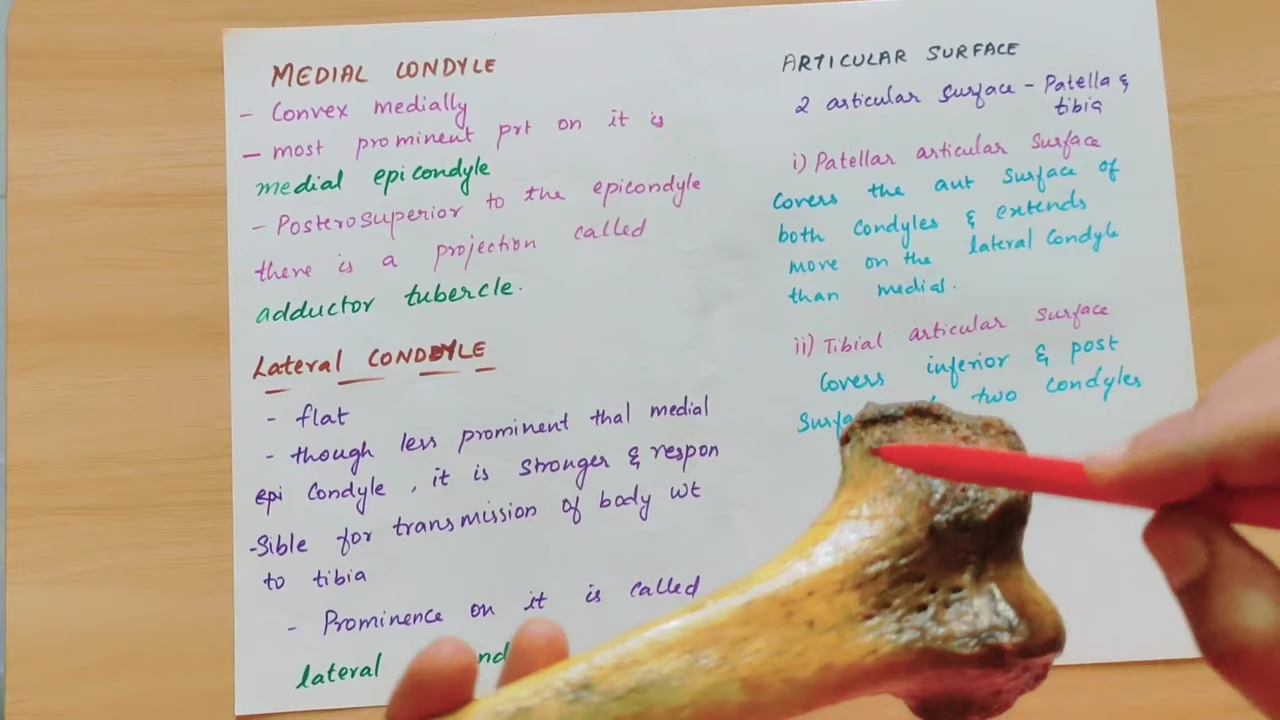 MEDIAL CONDYLE
- Convex medially
- most prominent prt on it is
medial epicondyle
- Posterosuperior to the epicondyle
there is a projection called
adductor tubercle.
Lateral CONDYLE
- flat
- though less prominent thal medial
epi Condyle, it is stronger & respon
-sible for transmission of body wt
to tibia
- Prominence on it is called
lateral
ARTICULAR SURFACE
2 articular surface - Patella &
tibia
i) Patellar articular surface
Covers the ant surface of
both Condyles & extends
more on the lateral Condyle
than medial.
ii) Tibial articular surface
Covers inferior & post
two Condyles